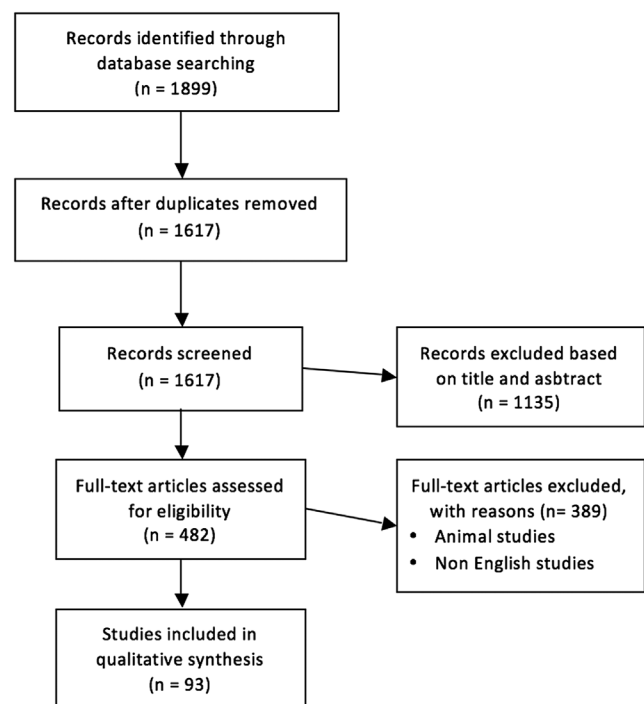 Records identified through
database searching
(n = 1899)
Records after duplicates removed
(n = 1617)
Records screened
(n = 1617)
Records excluded based
on title and asbtract
(n = 1135)
Full-text articles assessed
for eligibility
(n = 482)
Full-text articles excluded,
with reasons (n= 389)
• Animal studies
• Non English studies
Studies included in
qualitative synthesis
(n = 93)